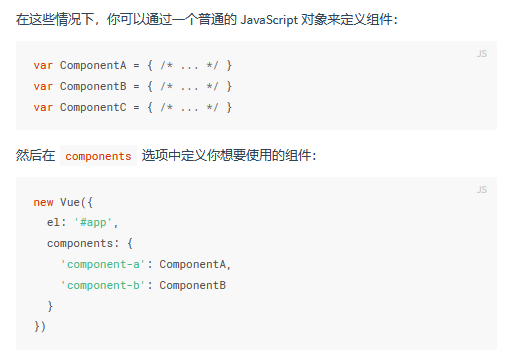 在这些情况下，你可以通过一个普通的 JavaScript 对象来定义组件：
JS
var ComponentA = { /* ... */ }
var ComponentB = { /* ... */ }
var ComponentC = { /* ... */ }
然后在 components 选项中定义你想要使用的组件：
JS
new Vue({
  el: '#app',
  components: {
    'component-a': ComponentA,
    'component-b': ComponentB
  }
})